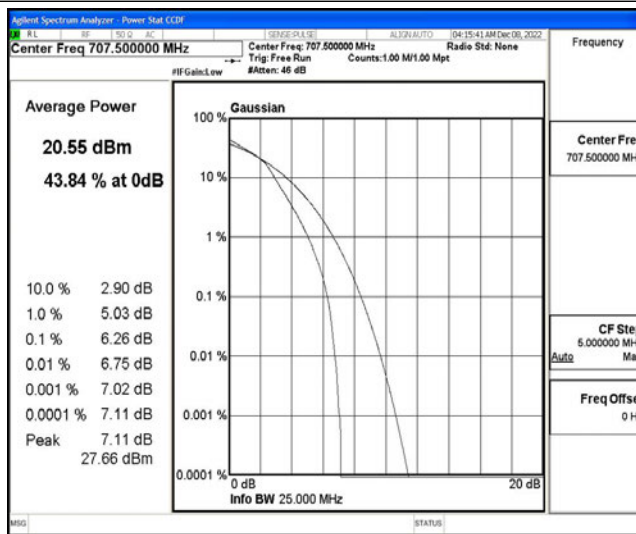 Agilent Spectrum Analyzer - Power Stat CCDF
RL RF 50 Ω AC SENSE:PULSE ALIGN AUTO 04:15:41 AM Dec 08, 2022
Center Freq 707.500000 MHz
Center Freq: 707.500000 MHz Radio Std: None
Trig: Free Run Counts:1.00 M/1.00 Mpt
#IFGain:Low #Atten: 46 dB
Frequency
Average Power
20.55 dBm
43.84 % at 0dB
10.0 % 2.90 dB
1.0 % 5.03 dB
0.1 % 6.26 dB
0.01 % 6.75 dB
0.001 % 7.02 dB
0.0001 % 7.11 dB
Peak 7.11 dB
27.66 dBm
Gaussian
100 %
10 %
1 %
0.1 %
0.01 %
0.001 %
0.0001 %
0 dB 20 dB
Info BW 25.000 MHz
Center Fre
707.500000 MH
CF Ste
5.000000 MH
Auto Ma
Freq Offse
0 H
MSG STATUS